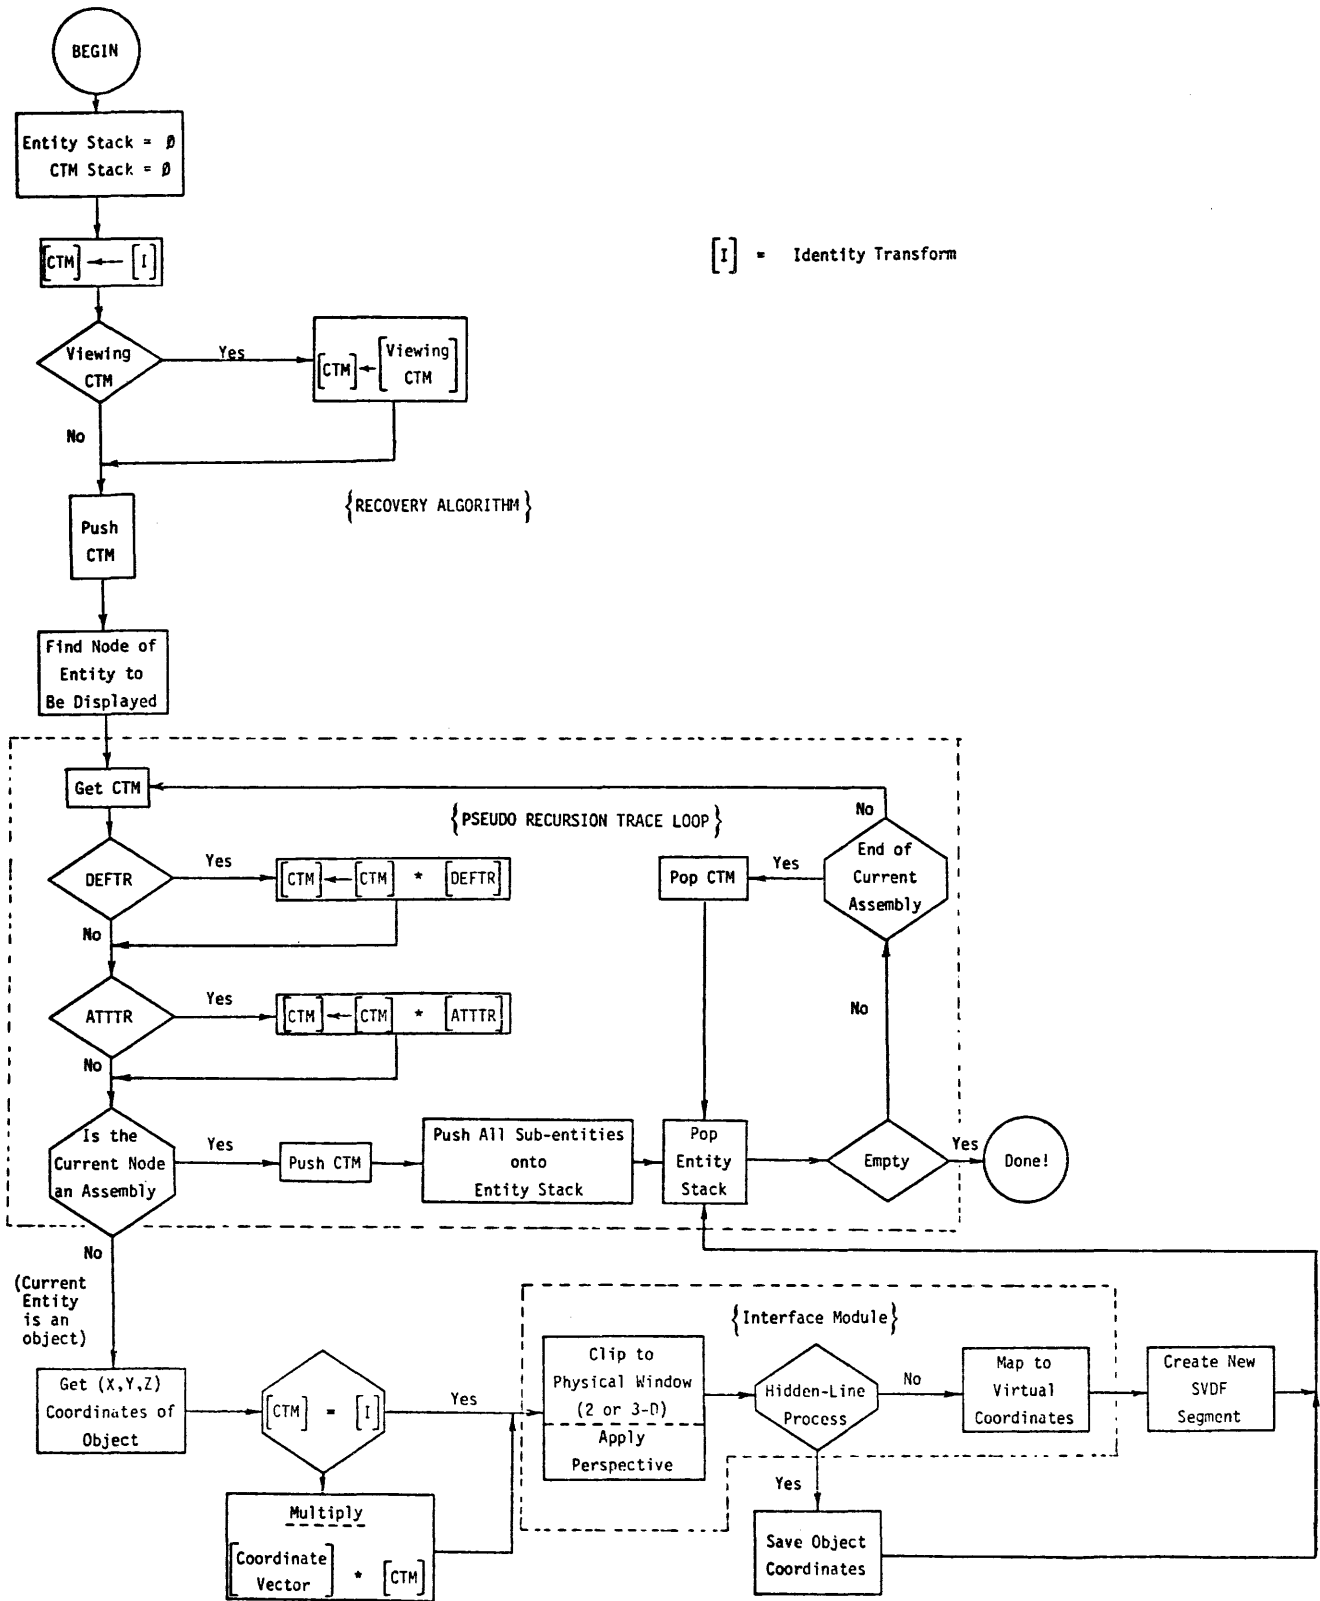 BEGIN
Entity Stack = Ø
CTM Stack = Ø
[CTM] ← [I]
[I] = Identity Transform
Viewing
CTM
Yes
[CTM] ← [Viewing
CTM]
No
{RECOVERY ALGORITHM}
Push
CTM
Find Node of
Entity to
Be Displayed
Get CTM
{PSEUDO RECURSION TRACE LOOP}
No
End of
Current
Assembly
Yes
Pop CTM
DEFTR
Yes
[CTM] ← [CTM] * [DEFTR]
No
ATTTR
Yes
[CTM] ← [CTM] * [ATTTR]
No
No
Is the
Current Node
an Assembly
Yes
Push CTM
Push All Sub-entities
onto
Entity Stack
Pop
Entity
Stack
Empty
Yes
Done!
No
(Current
Entity
is an
object)
Get (X,Y,Z)
Coordinates of
Object
[CTM] = [I]
Yes
Multiply
[Coordinate
Vector] * [CTM]
{Interface Module}
Clip to
Physical Window
(2 or 3-D)
Apply
Perspective
Hidden-Line
Process
No
Map to
Virtual
Coordinates
Create New
SVDF
Segment
Yes
Save Object
Coordinates